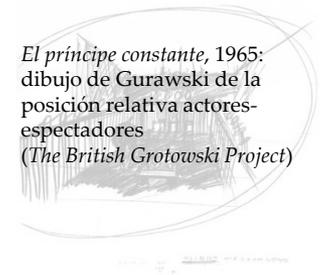 El príncipe constante, 1965:
dibujo de Gurawski de la
posición relativa actores-
espectadores
(The British Grotowski Project)